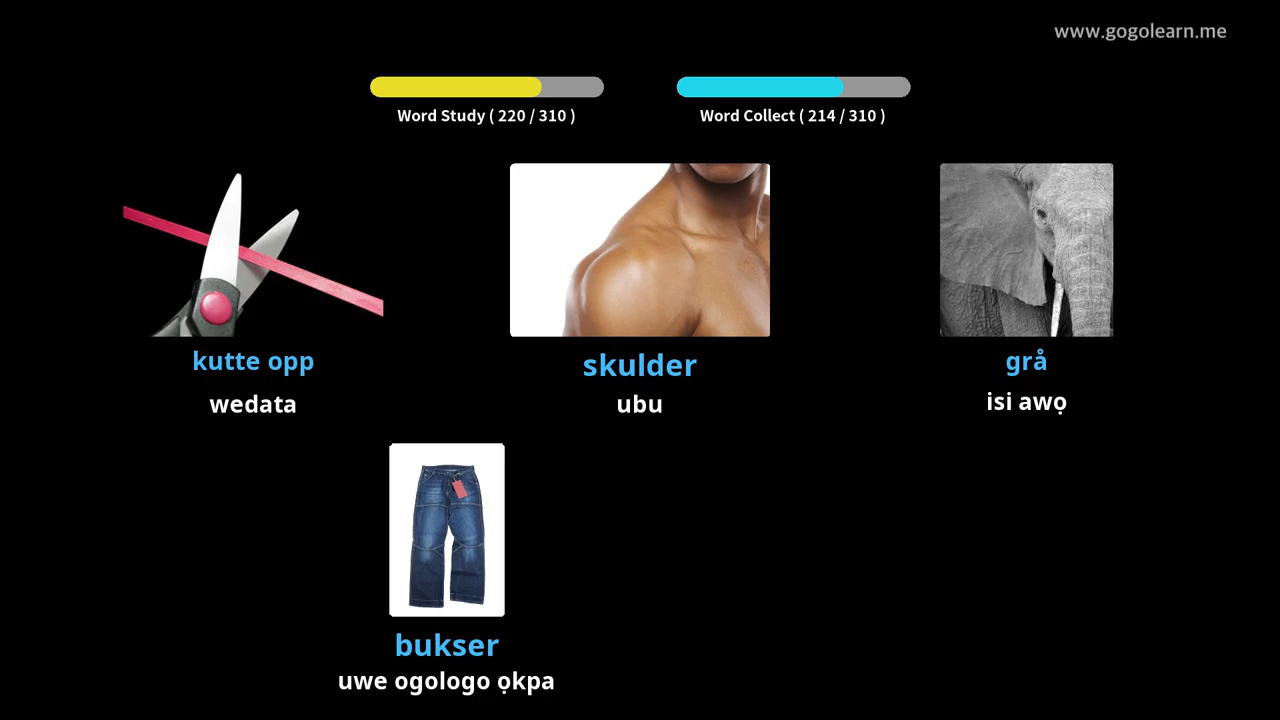 www.gogolearn.me
Word Study ( 220 / 310 )
Word Collect ( 214 / 310 )
kutte opp
skulder
grå
wedata
ubu
isi awọ
bukser
uwe ogologo ọkpa